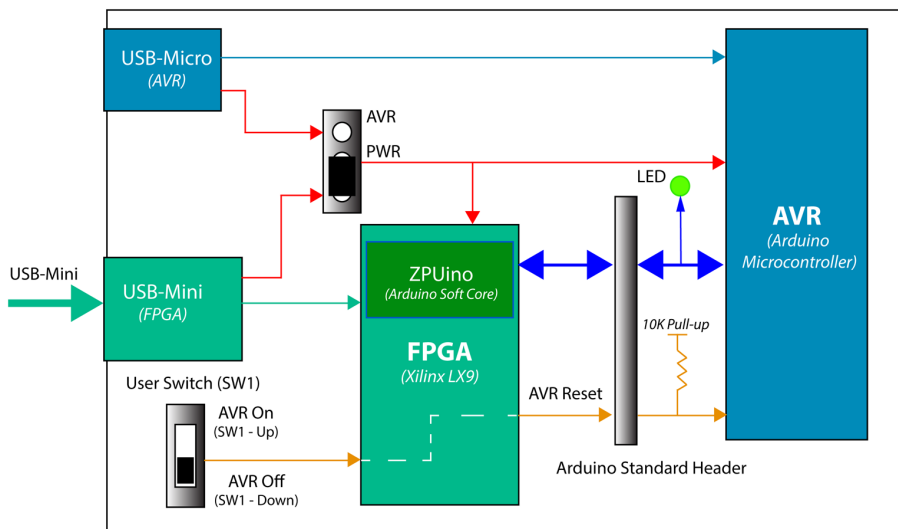 USB-Micro
(AVR)
AVR
PWR
LED
AVR
(Arduino
Microcontroller)
USB-Mini
USB-Mini
(FPGA)
ZPUino
(Arduino Soft Core)
FPGA
(Xilinx LX9)
10K Pull-up
User Switch (SW1)
AVR On
(SW1 - Up)
AVR Off
(SW1 - Down)
AVR Reset
Arduino Standard Header